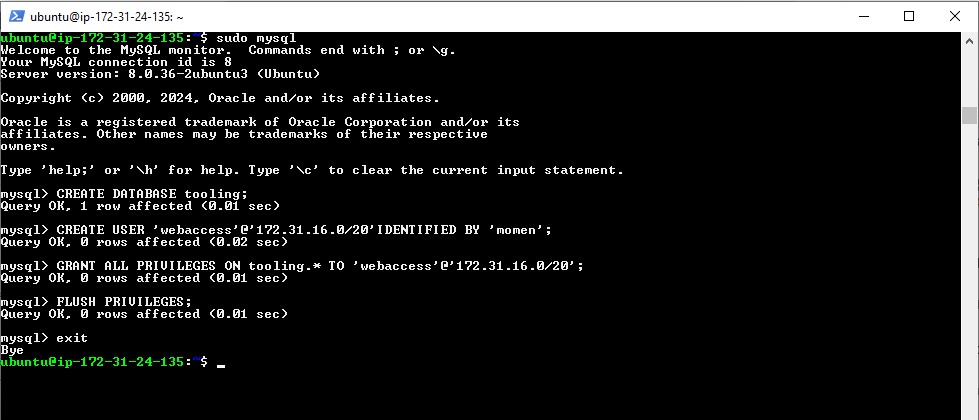 ubuntu@ip-172-31-24-135: ~
ubuntu@ip-172-31-24-135:~$ sudo mysql
Welcome to the MySQL monitor.  Commands end with ; or \g.
Your MySQL connection id is 8
Server version: 8.0.36-2ubuntu3 (Ubuntu)
Copyright (c) 2000, 2024, Oracle and/or its affiliates.
Oracle is a registered trademark of Oracle Corporation and/or its
affiliates. Other names may be trademarks of their respective
owners.
Type 'help;' or '\h' for help. Type '\c' to clear the current input statement.
mysql> CREATE DATABASE tooling;
Query OK, 1 row affected (0.01 sec)
mysql> CREATE USER 'webaccess'@'172.31.16.0/20'IDENTIFIED BY 'momen';
Query OK, 0 rows affected (0.02 sec)
mysql> GRANT ALL PRIVILEGES ON tooling.* TO 'webaccess'@'172.31.16.0/20';
Query OK, 0 rows affected (0.01 sec)
mysql> FLUSH PRIVILEGES;
Query OK, 0 rows affected (0.01 sec)
mysql> exit
Bye
ubuntu@ip-172-31-24-135:~$